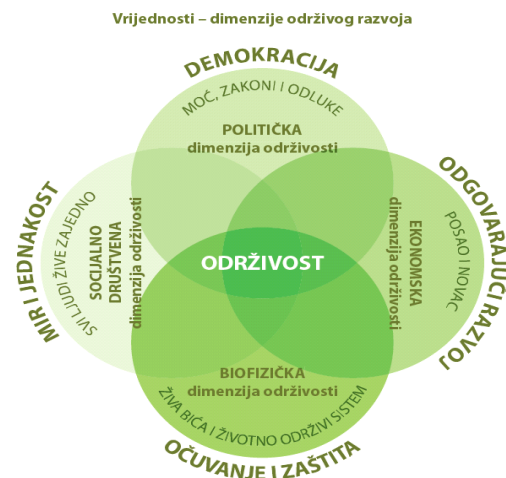 Vrijednosti – dimenzije održivog razvoja
DEMOKRACIJA
MOĆ, ZAKONI I ODLUKE
POLITIČKA
dimenzija održivosti
MIR I JEDNAKOST
SVI LJUDI ŽIVE ZAJEDNO
SOCIJALNO
DRUŠTVENA
dimenzija održivosti
ODRŽIVOST
EKONOMSKA
dimenzija održivosti
POSAO I NOVAC
ODGOVARAJUCI RAZVOJ
BIOFIZIČKA
dimenzija održivosti
ŽIVA BIĆA I ŽIVOTNO ODRŽIVI SISTEM
OČUVANJE I ZAŠTITA